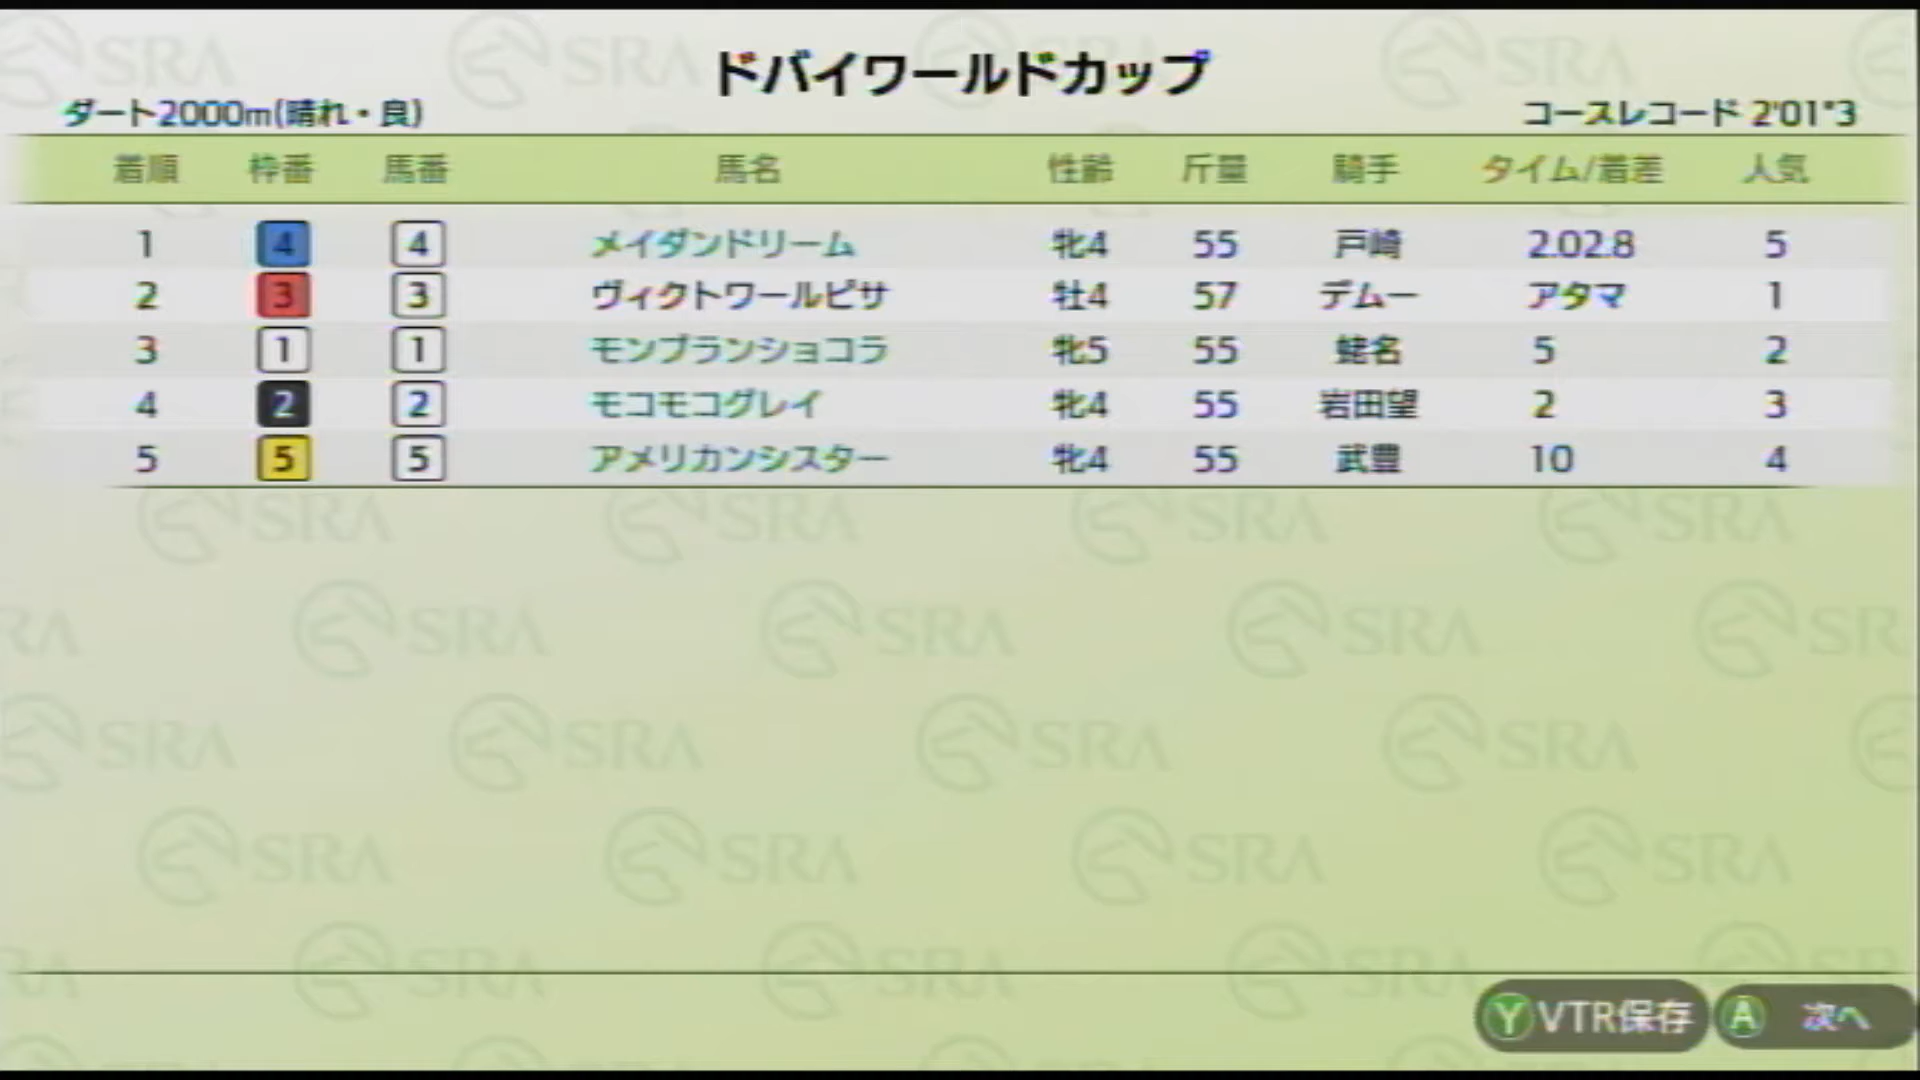 ドバイワールドカップ
ダート2000m(晴れ・良) コースレコード 2'01"3
着順 枠番 馬番 馬名 性齢 斤量 騎手 タイム/着差 人気
1 4 4 メイダンドリーム 牝4 55 戸崎 2.02.8 5
2 3 3 ヴィクトワールピサ 牡4 57 デムー アタマ 1
3 1 1 モンブランショコラ 牝5 55 蛯名 5 2
4 2 2 モコモコグレイ 牝4 55 岩田望 2 3
5 5 5 アメリカンシスター 牝4 55 武豊 10 4
Y VTR保存 A 次へ
SRA